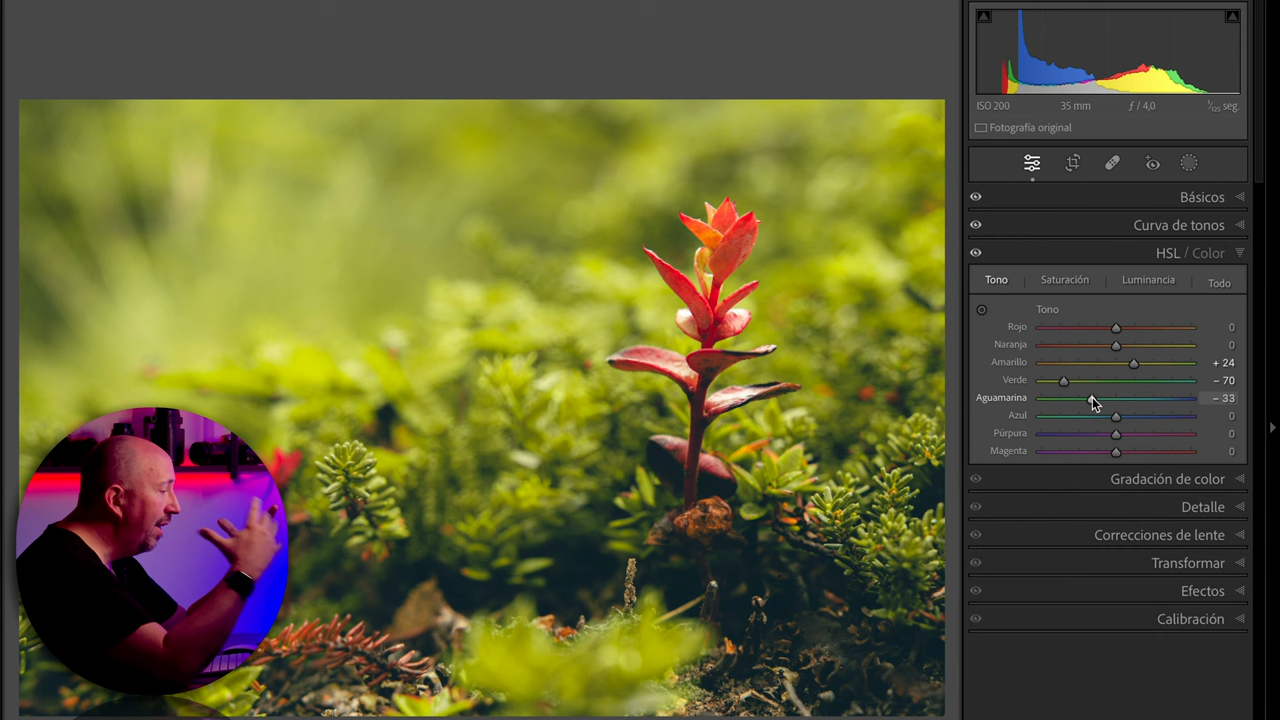 ISO 200 35 mm ƒ / 4,0 1/125 seg.
Fotografía original
Básicos
Curva de tonos
HSL / Color
Tono Saturación Luminancia Todo
Tono
Rojo 0
Naranja 0
Amarillo + 24
Verde − 70
Aguamarina − 33
Azul 0
Púrpura 0
Magenta 0
Gradación de color
Detalle
Correcciones de lente
Transformar
Efectos
Calibración